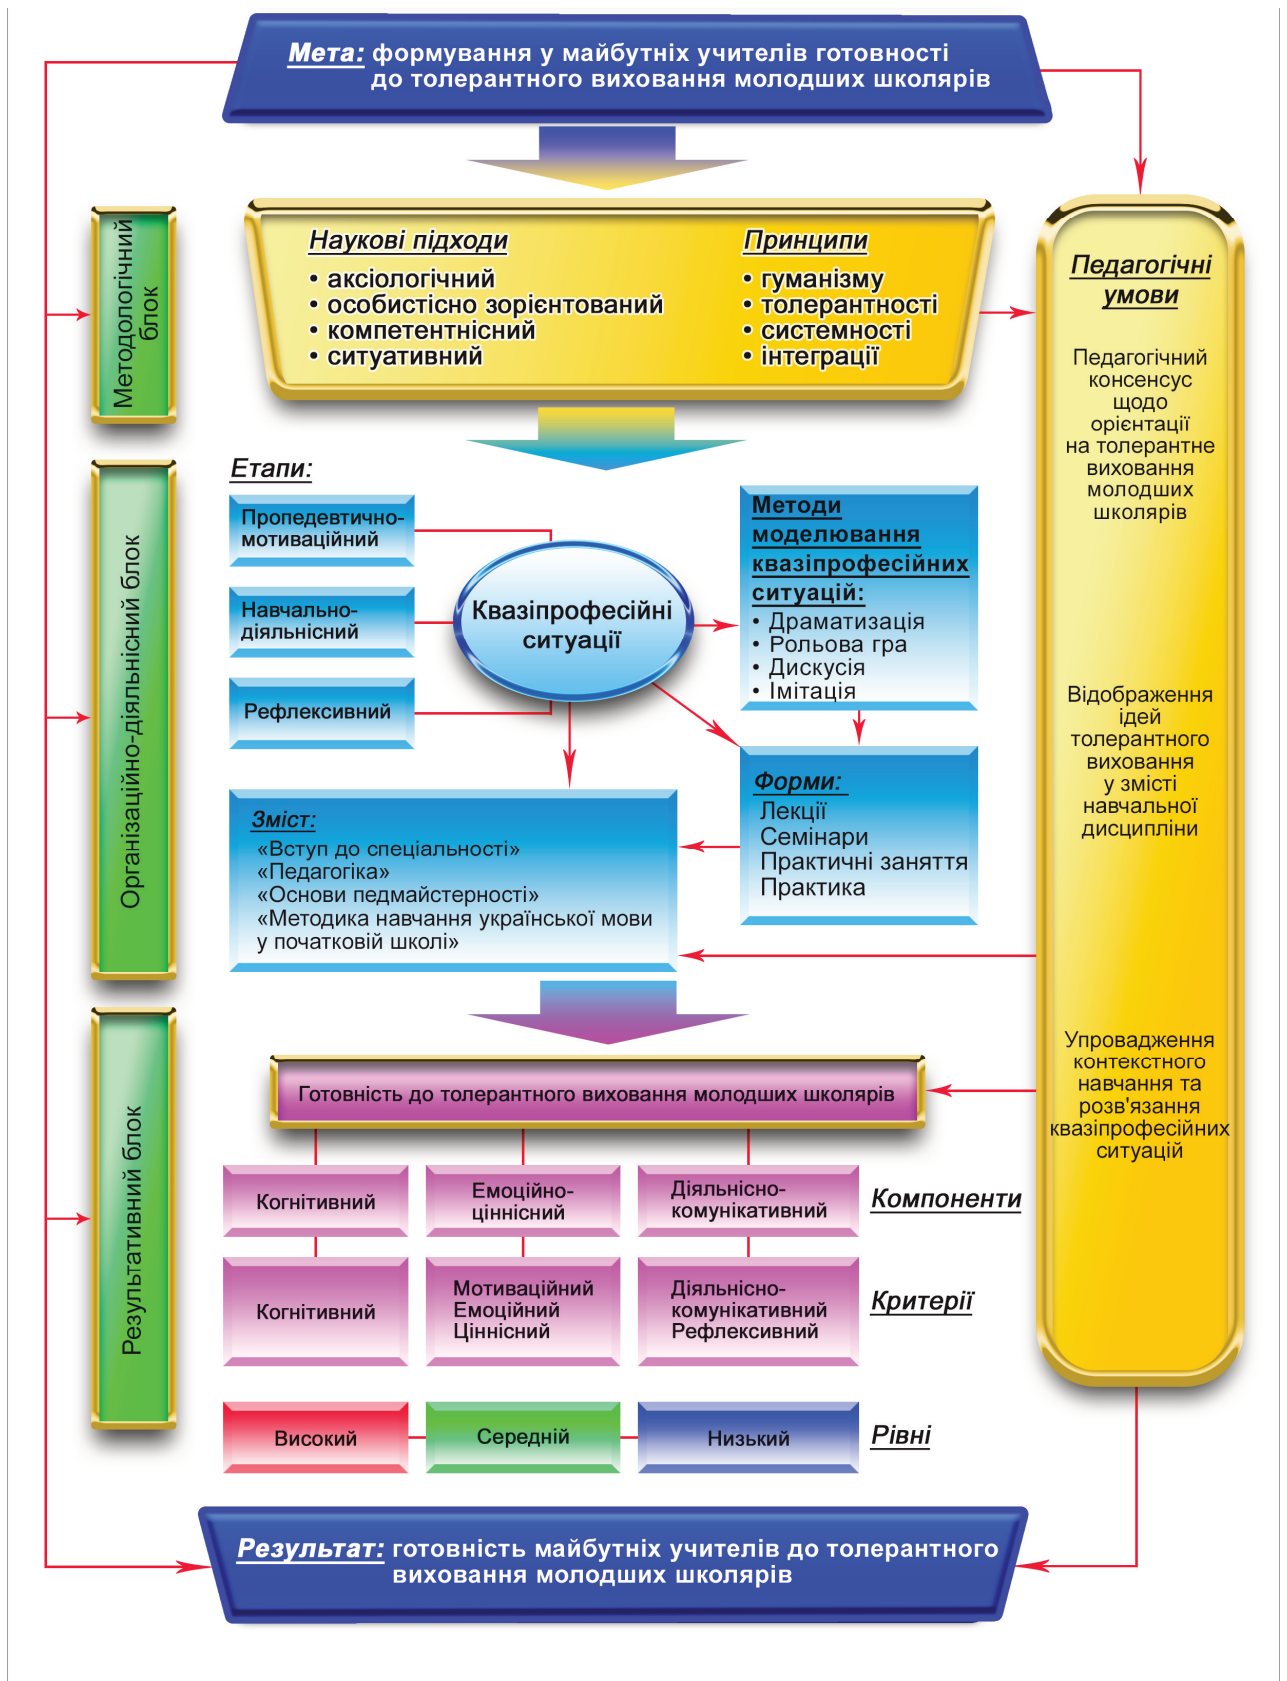 Мета: формування у майбутніх учителів готовності
до толерантного виховання молодших школярів
Методологічний
блок
Наукові підходи
• аксіологічний
• особистісно зорієнтований
• компетентнісний
• ситуативний
Принципи
• гуманізму
• толерантності
• системності
• інтеграції
Педагогічні
умови
Педагогічний
консенсус
щодо
орієнтації
на толерантне
виховання
молодших
школярів
Відображення
ідей
толерантного
виховання
у змісті
навчальної
дисципліни
Упровадження
контекстного
навчання та
розв'язання
квазіпрофесійних
ситуацій
Організаційно-діяльнісний блок
Етапи:
Пропедевтично-
мотиваційний
Навчально-
діяльнісний
Рефлексивний
Квазіпрофесійні
ситуації
Методи
моделювання
квазіпрофесійних
ситуацій:
• Драматизація
• Рольова гра
• Дискусія
• Імітація
Форми:
Лекції
Семінари
Практичні заняття
Практика
Зміст:
«Вступ до спеціальності»
«Педагогіка»
«Основи педмайстерності»
«Методика навчання української мови
у початковій школі»
Результативний блок
Готовність до толерантного виховання молодших школярів
Когнітивний
Емоційно-
ціннісний
Діяльнісно-
комунікативний
Компоненти
Когнітивний
Мотиваційний
Емоційний
Ціннісний
Діяльнісно-
комунікативний
Рефлексивний
Критерії
Високий
Середній
Низький
Рівні
Результат: готовність майбутніх учителів до толерантного
виховання молодших школярів